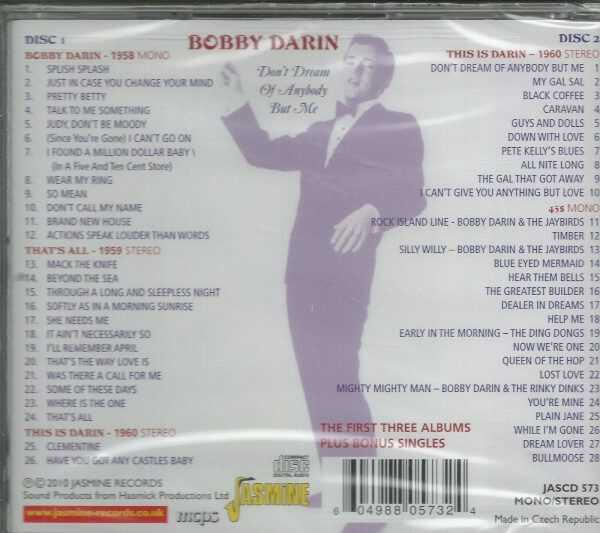 DISC 1
BOBBY DARIN
DISC 2
Don't Dream
Of Anybody
But Me
BOBBY DARIN - 1958 MONO
1. SPLISH SPLASH
2. JUST IN CASE YOU CHANGE YOUR MIND
3. PRETTY BETTY
4. TALK TO ME SOMETHING
5. JUDY, DON'T BE MOODY
6. (Since You're Gone) I CAN'T GO ON
7. I FOUND A MILLION DOLLAR BABY
(In A Five And Ten Cent Store)
8. WEAR MY RING
9. SO MEAN
10. DON'T CALL MY NAME
11. BRAND NEW HOUSE
12. ACTIONS SPEAK LOUDER THAN WORDS
THAT'S ALL - 1959 STEREO
13. MACK THE KNIFE
14. BEYOND THE SEA
15. THROUGH A LONG AND SLEEPLESS NIGHT
16. SOFTLY AS IN A MORNING SUNRISE
17. SHE NEEDS ME
18. IT AIN'T NECESSARILY SO
19. I'LL REMEMBER APRIL
20. THAT'S THE WAY LOVE IS
21. WAS THERE A CALL FOR ME
22. SOME OF THESE DAYS
23. WHERE IS THE ONE
24. THAT'S ALL
THIS IS DARIN - 1960 STEREO
25. CLEMENTINE
26. HAVE YOU GOT ANY CASTLES BABY
THIS IS DARIN - 1960 STEREO
DON'T DREAM OF ANYBODY BUT ME 1
MY GAL SAL 2
BLACK COFFEE 3
CARAVAN 4
GUYS AND DOLLS 5
DOWN WITH LOVE 6
PETE KELLY'S BLUES 7
ALL NITE LONG 8
THE GAL THAT GOT AWAY 9
I CAN'T GIVE YOU ANYTHING BUT LOVE 10
45s MONO
ROCK ISLAND LINE - BOBBY DARIN & THE JAYBIRDS 11
TIMBER 12
SILLY WILLY – BOBBY DARIN & THE JAYBIRDS 13
BLUE EYED MERMAID 14
HEAR THEM BELLS 15
THE GREATEST BUILDER 16
DEALER IN DREAMS 17
HELP ME 18
EARLY IN THE MORNING – THE DING DONGS 19
NOW WE'RE ONE 20
QUEEN OF THE HOP 21
LOST LOVE 22
MIGHTY MIGHTY MAN – BOBBY DARIN & THE RINKY DINKS 23
YOU'RE MINE 24
PLAIN JANE 25
WHILE I'M GONE 26
DREAM LOVER 27
BULLMOOSE 28
THE FIRST THREE ALBUMS
PLUS BONUS SINGLES
℗© 2010 JASMINE RECORDS
Sound Products from Hasmick Productions Ltd
www.jasmine-records.co.uk
mcps
COMPACT
disc
DIGITAL AUDIO
JASMINE
6 04988 05732 4
JASCD 573
MONO/STEREO
Made in Czech Republic